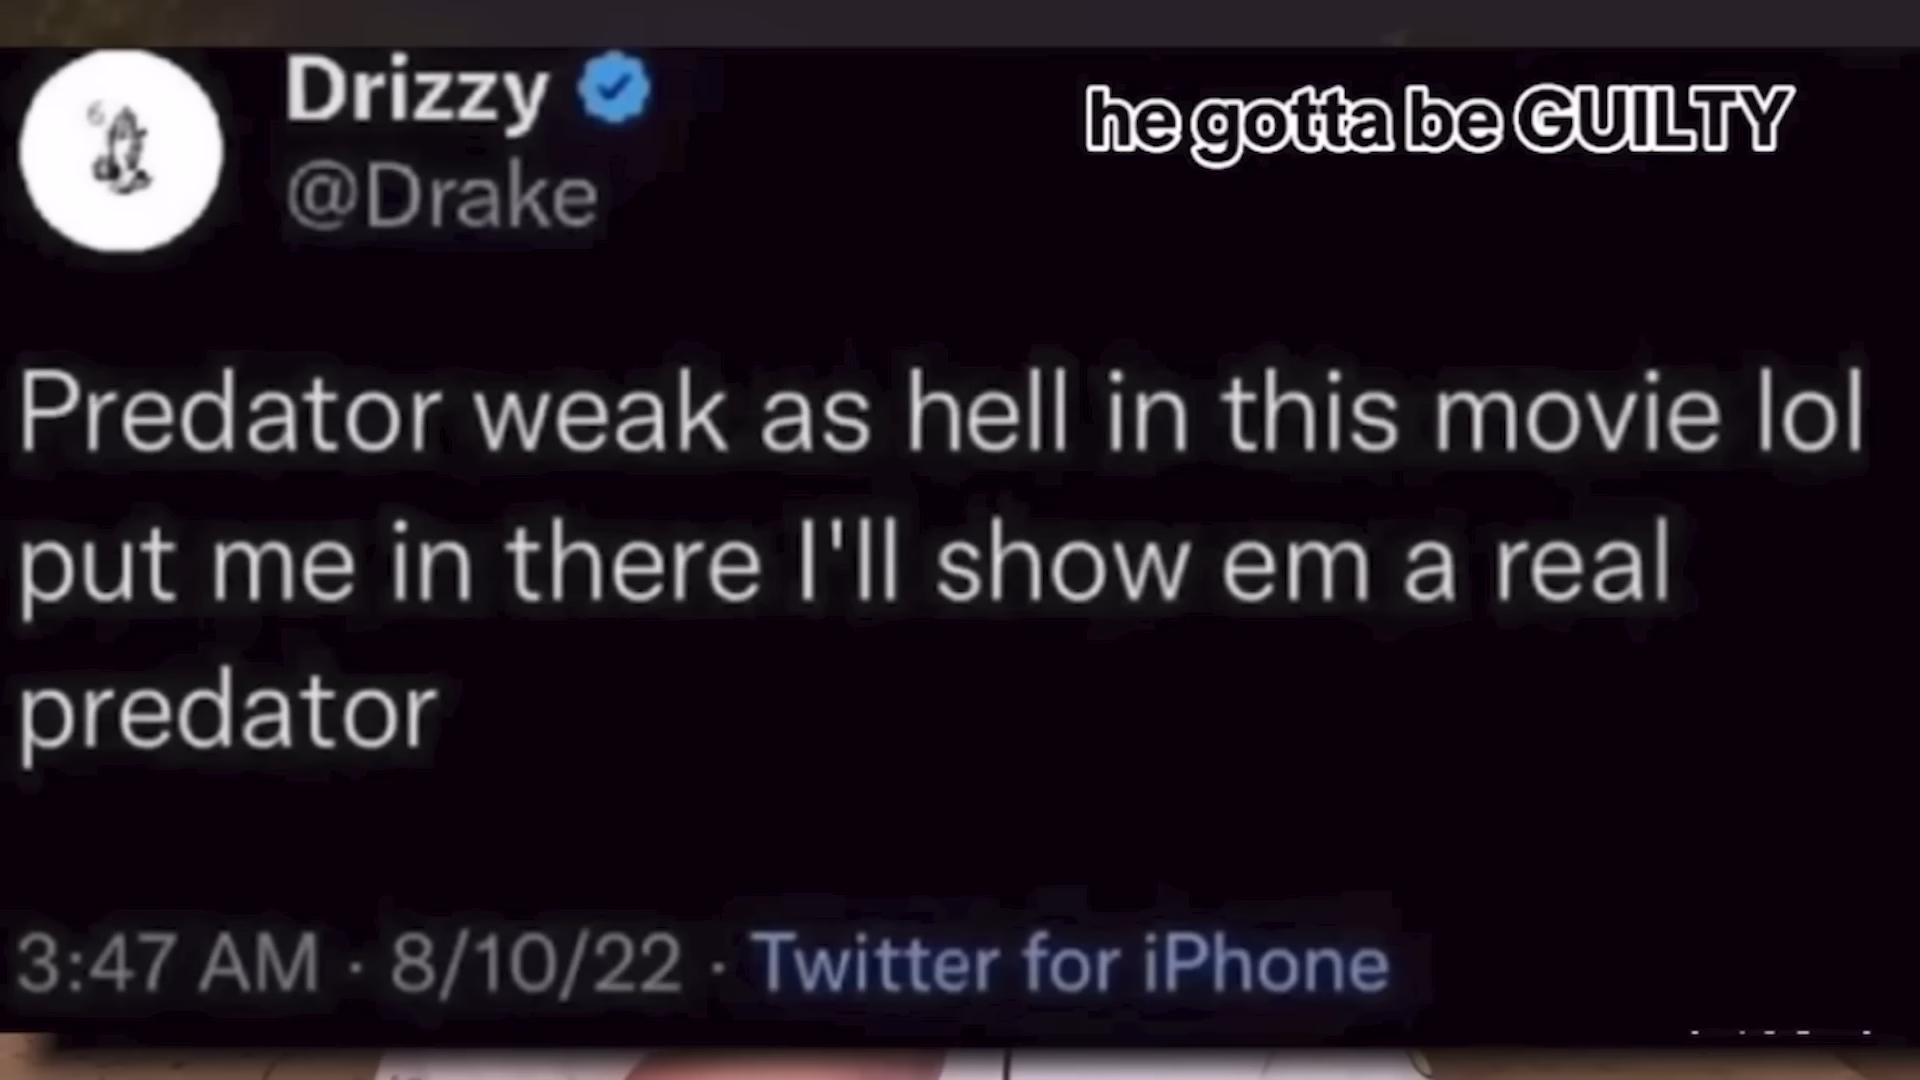 Drizzy
@Drake
he gotta be GUILTY
Predator weak as hell in this movie lol
put me in there I'll show em a real
predator
3:47 AM · 8/10/22 · Twitter for iPhone